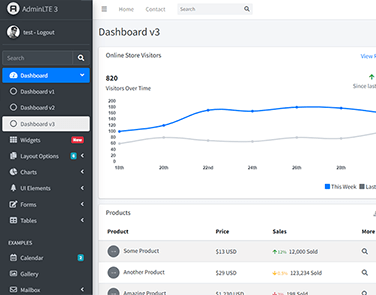 AdminLTE 3
Home
Contact
Search
test - Logout
Dashboard v3
Search
Online Store Visitors
View R
Dashboard
820
Visitors Over Time
Since last
Dashboard v1
Dashboard v2
Dashboard v3
Widgets
New
Layout Options
6
Charts
UI Elements
Forms
Tables
EXAMPLES
Calendar
2
Gallery
Mailbox
200
180
160
140
120
100
80
60
40
20
0
18th
20th
22nd
24th
26th
28th
This Week
Las
Products
Product
Price
Sales
More
Some Product
$13 USD
12%
12,000 Sold
Another Product
$29 USD
0.5%
123,234 Sold
Amazing Product
$1,230 USD
198 Sold